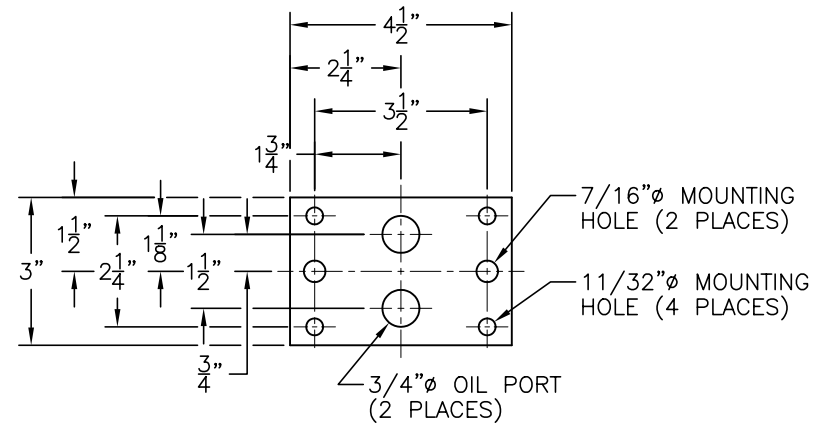 4 1/2"
2 1/4"
3 1/2"
1 3/4"
7/16"ø MOUNTING
HOLE (2 PLACES)
1 1/2"
1 1/8"
3"
2 1/4"
1 1/2"
11/32"ø MOUNTING
HOLE (4 PLACES)
3/4"
3/4"ø OIL PORT
(2 PLACES)